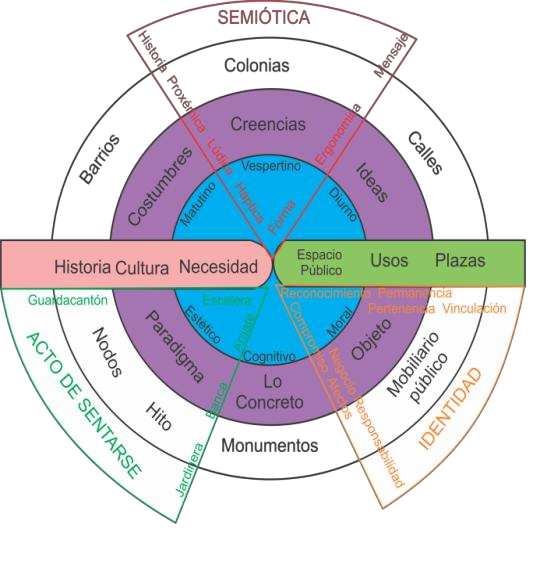 SEMIÓTICA
Historia Proxémica Lúdica Háptica
Mensaje Ergonomica Forma
Colonias
Barrios
Calles
Creencias
Costumbres
Ideas
Vespertino
Matutino
Diurno
Historia Cultura Necesidad
Espacio
Público
Usos
Plazas
Guardacantón
Escalera
Reconocimiento Permanencia
Pertenencia Vinculación
Compromiso Afectos
Negocio Responsabilidad
Arriate
Banca
Jardinera
Estético
Moral
Cognitivo
Paradigma
Objeto
Lo
Concreto
Nodos
Hito
Mobiliario
público
Monumentos
ACTO DE SENTARSE
IDENTIDAD